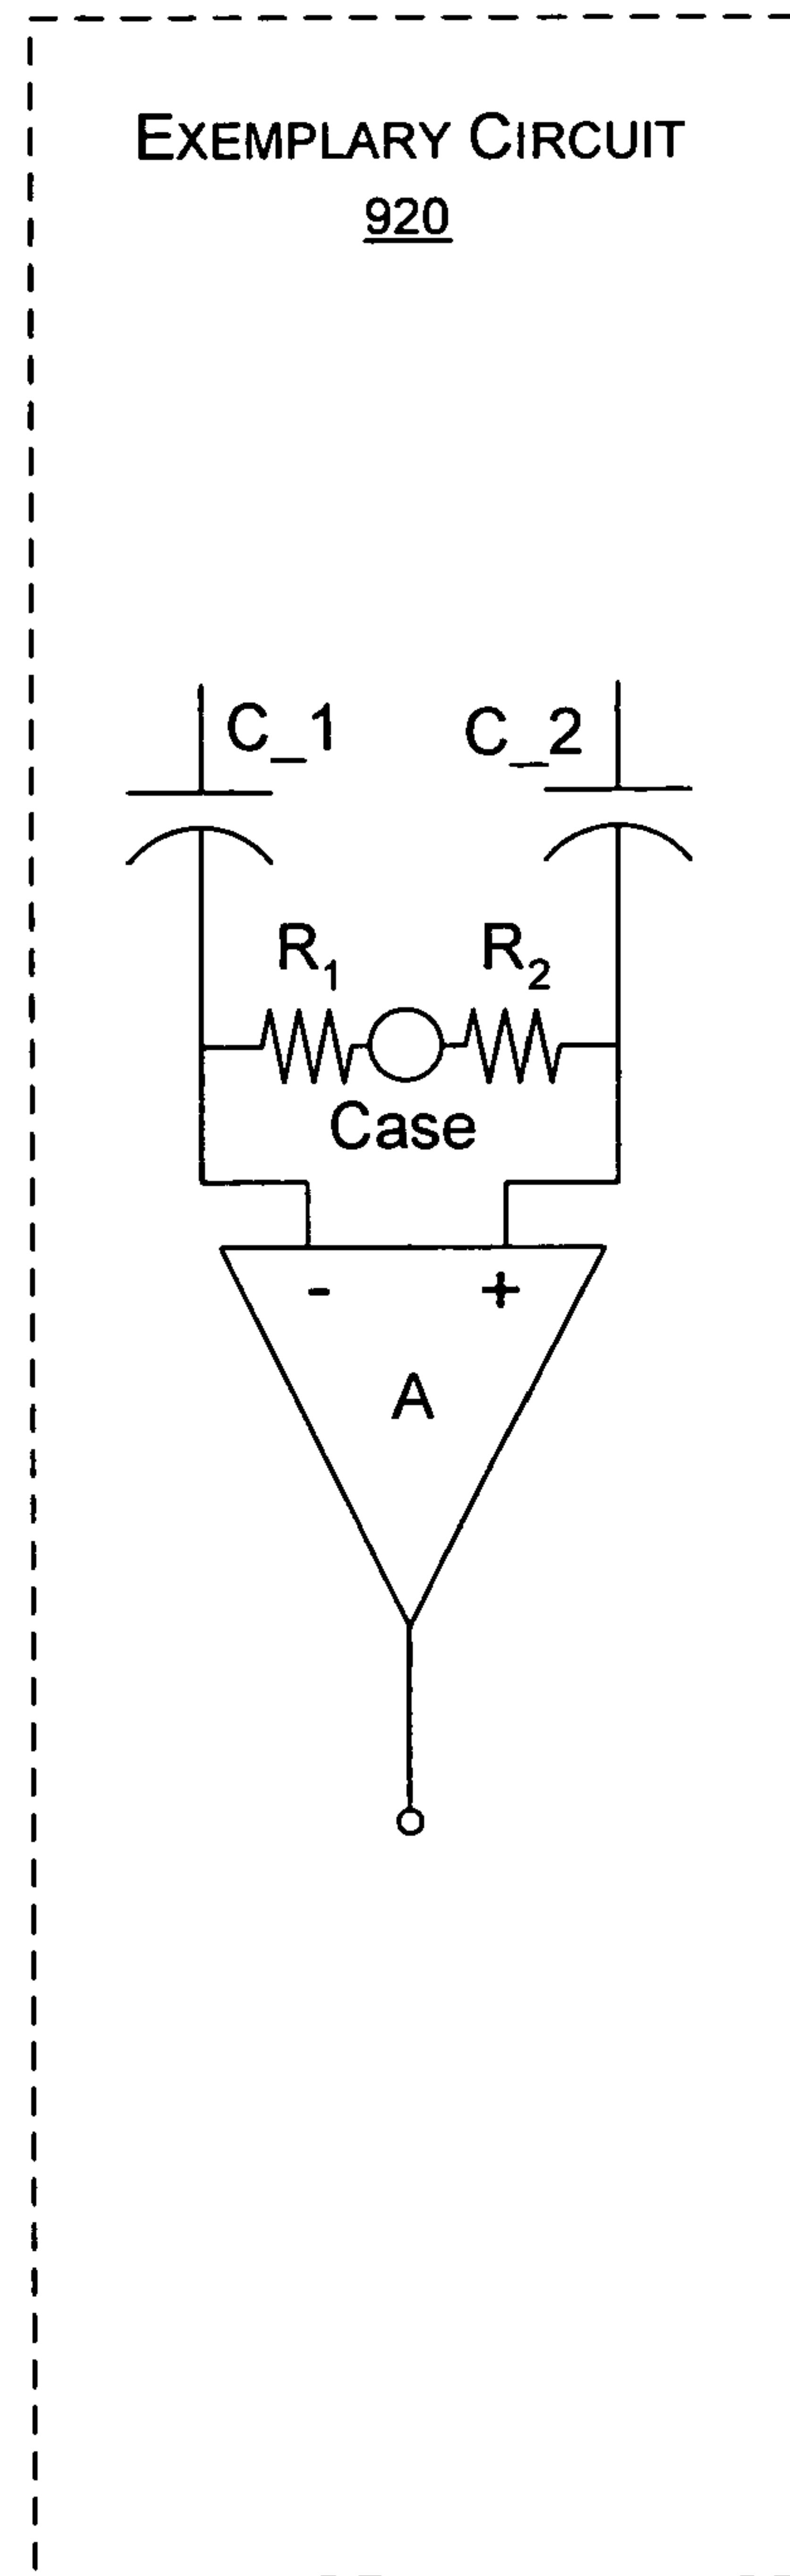 EXEMPLARY CIRCUIT
920
C_1 C_2
R₁ R₂
Case
- +
A